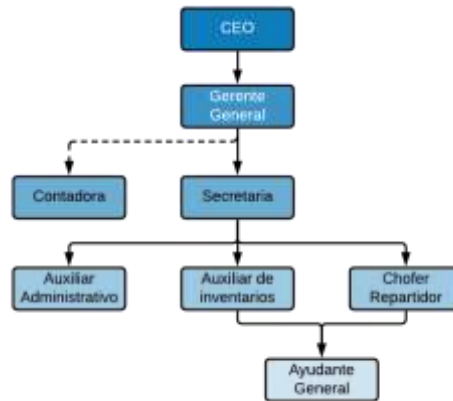 CEO
Gerente
General
Contadora
Secretaria
Auxiliar
Administrativo
Auxiliar de
inventarios
Chofer
Repartidor
Ayudante
General